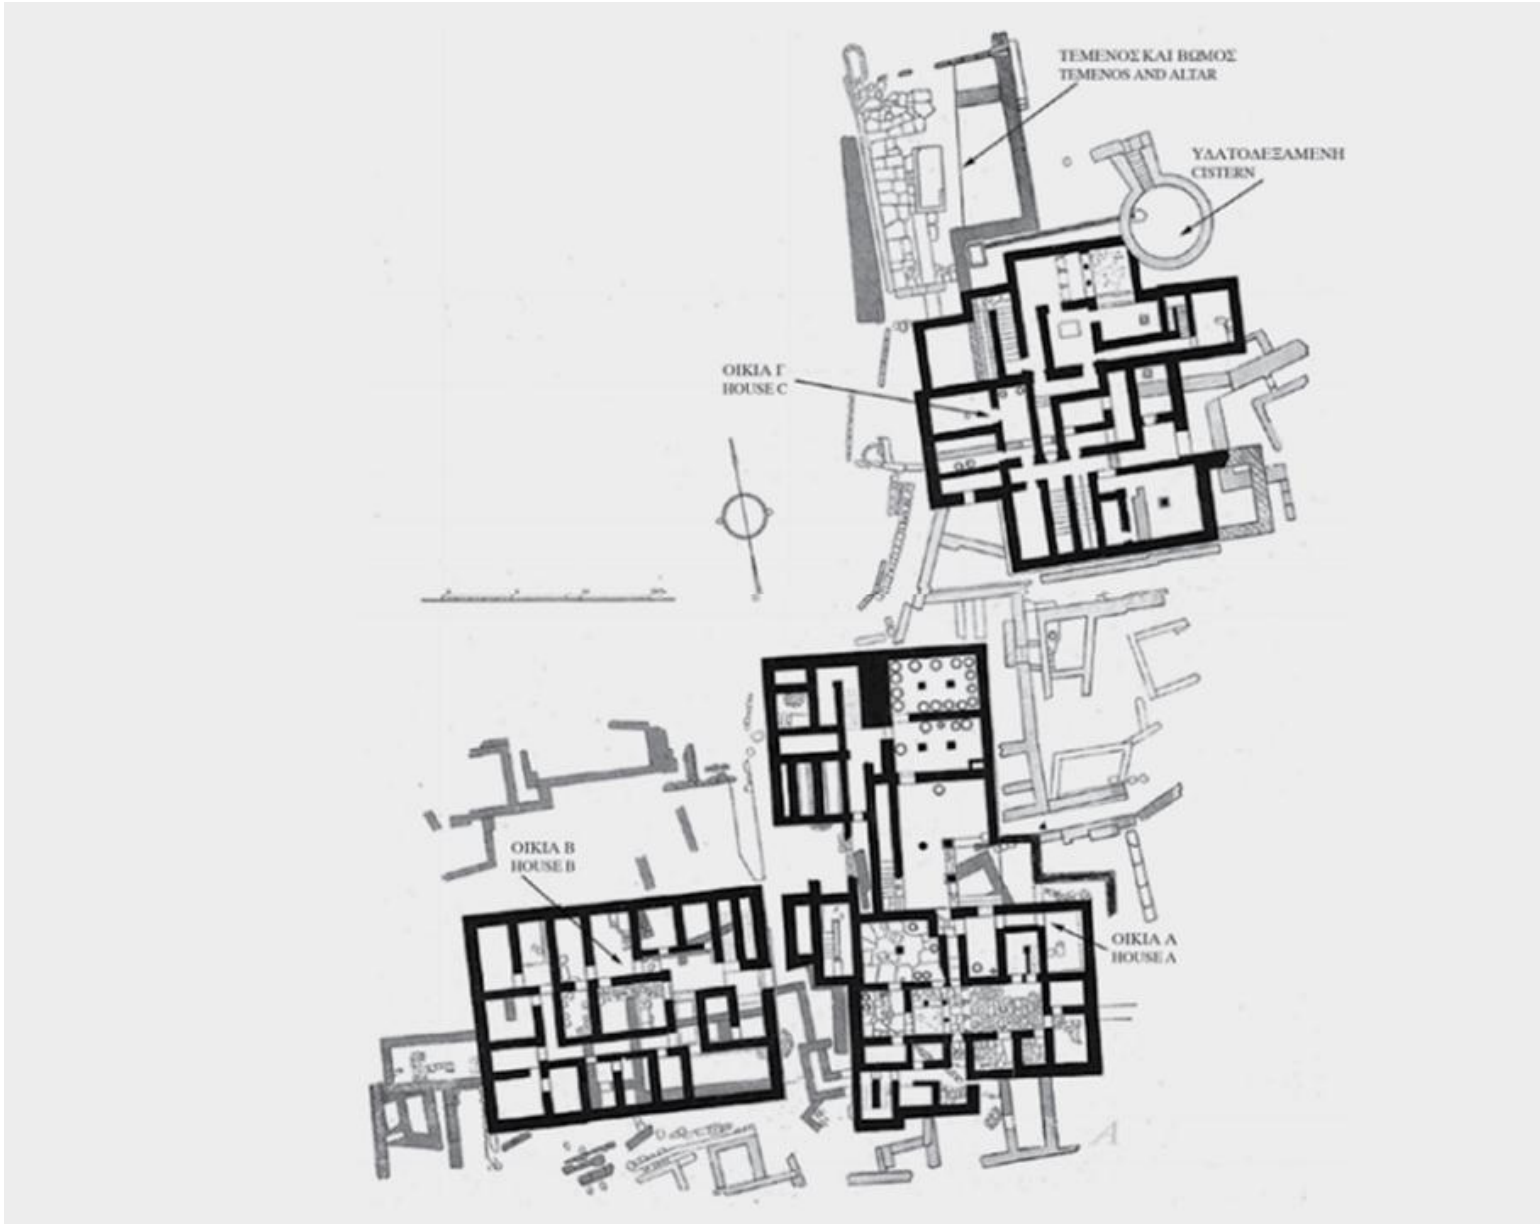 ΤΕΜΕΝΟΣ ΚΑΙ ΒΩΜΟΣ
TEMENOS AND ALTAR
ΥΔΑΤΟΔΕΞΑΜΕΝΗ
CISTERN
ΟΙΚΙΑ Γ
HOUSE C
ΟΙΚΙΑ Β
HOUSE B
ΟΙΚΙΑ Α
HOUSE A